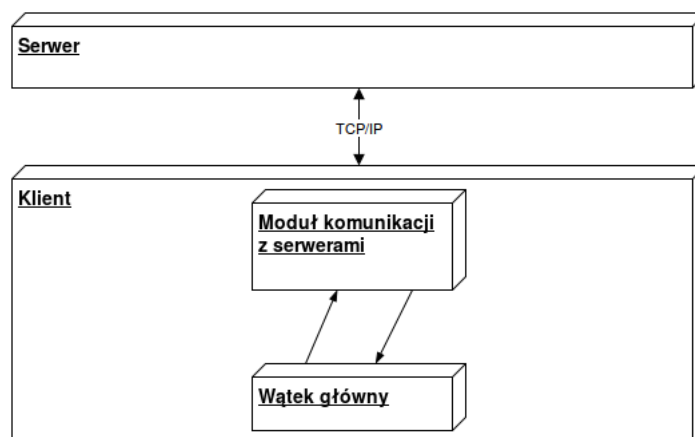 Serwer
TCP/IP
Klient
Moduł komunikacji
z serwerami
Wątek główny